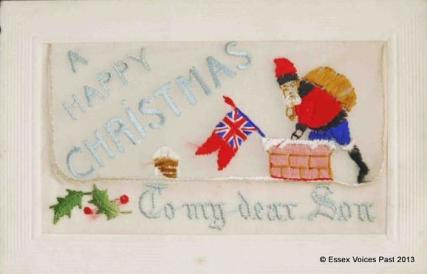 A
HAPPY
CHRISTMAS
To my dear Son
© Essex Voices Past 2013